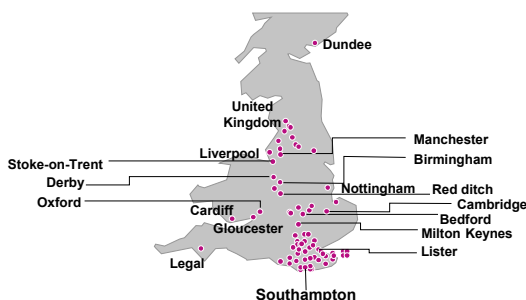 Dundee
United
Kingdom
Manchester
Liverpool
Birmingham
Stoke-on-Trent
Derby
Nottingham
Red ditch
Oxford
Cambridge
Cardiff
Bedford
Gloucester
Milton Keynes
Lister
Legal
Southampton